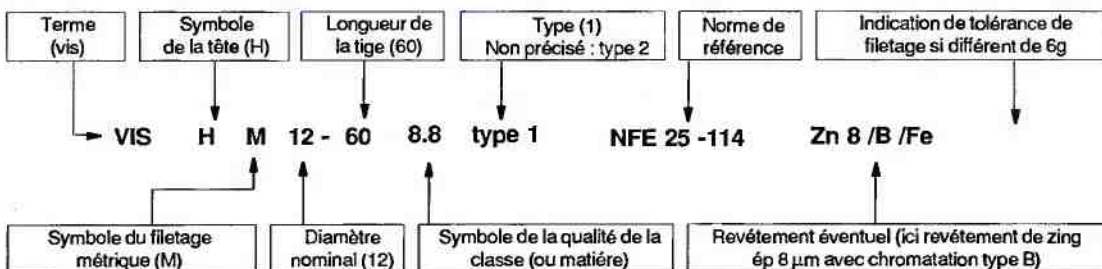 Terme
(vis)
Symbole
de la tête (H)
Longueur de
la tige (60)
Type (1)
Non précisé : type 2
Norme de
référence
Indication de tolérance de
filetage si différent de 6g
VIS H M 12 - 60 8.8 type 1 NFE 25 -114 Zn 8 /B /Fe
Symbole du filetage
métrique (M)
Diamètre
nominal (12)
Symbole de la qualité de la
classe (ou matiére)
Revétement éventuel (ici revétement de zing
ép 8 µm avec chromatation type B)